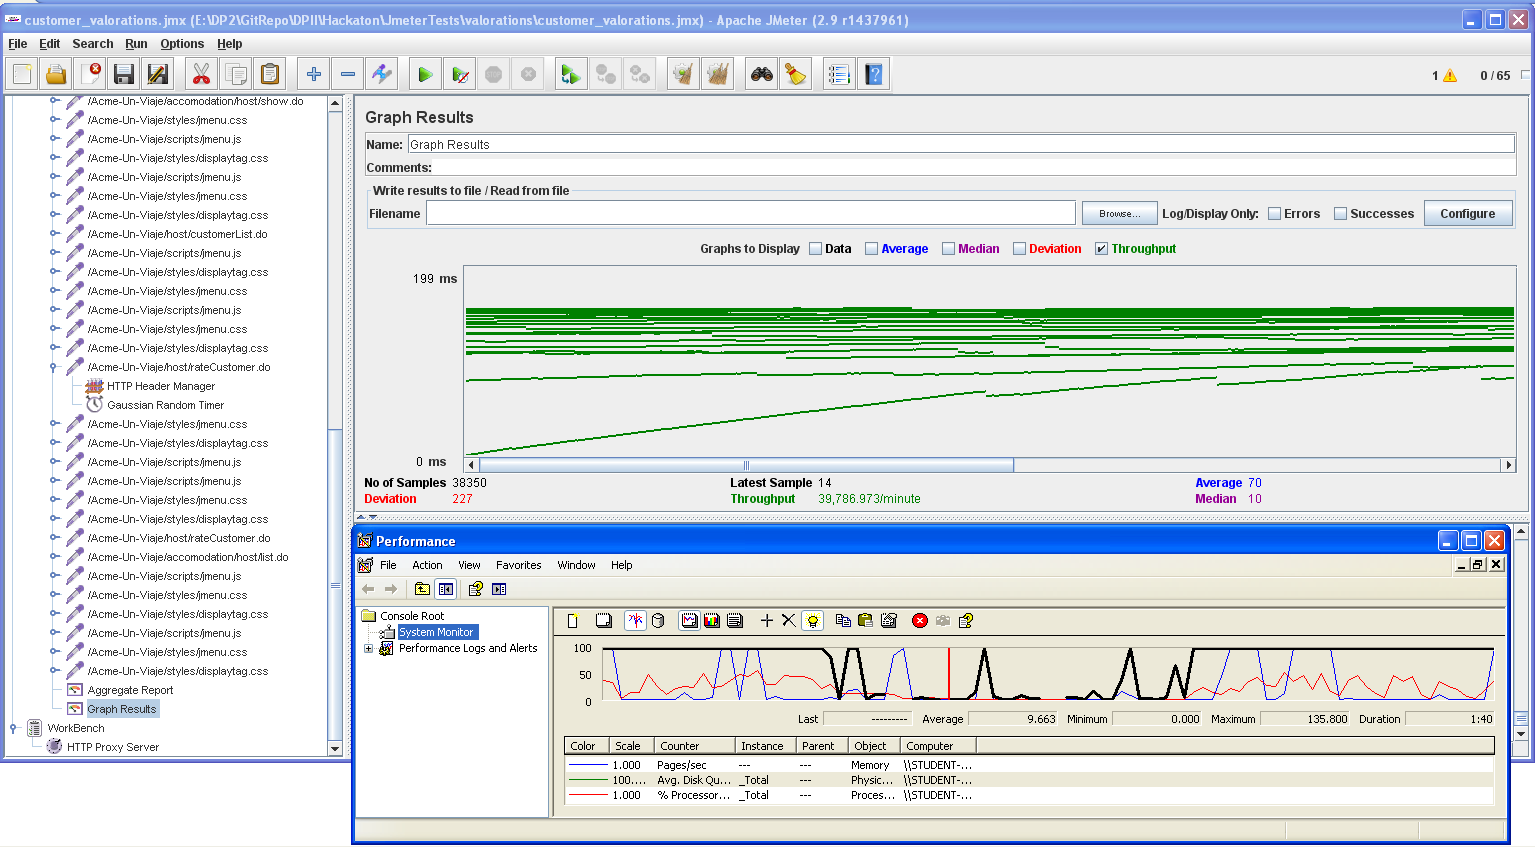 customer_valorations.jmx (E:\DP2\GitRepo\DPII\Hackaton\JmeterTests\valorations\customer_valorations.jmx) - Apache JMeter (2.9 r1437961)
File Edit Search Run Options Help
1 0 / 65
/Acme-Un-Viaje/accomodation/host/show.do
/Acme-Un-Viaje/styles/jmenu.css
/Acme-Un-Viaje/scripts/jmenu.js
/Acme-Un-Viaje/styles/displaytag.css
/Acme-Un-Viaje/scripts/jmenu.js
/Acme-Un-Viaje/styles/jmenu.css
/Acme-Un-Viaje/styles/displaytag.css
/Acme-Un-Viaje/host/customerList.do
/Acme-Un-Viaje/scripts/jmenu.js
/Acme-Un-Viaje/styles/displaytag.css
/Acme-Un-Viaje/styles/jmenu.css
/Acme-Un-Viaje/scripts/jmenu.js
/Acme-Un-Viaje/styles/jmenu.css
/Acme-Un-Viaje/styles/displaytag.css
/Acme-Un-Viaje/host/rateCustomer.do
HTTP Header Manager
Gaussian Random Timer
/Acme-Un-Viaje/styles/jmenu.css
/Acme-Un-Viaje/styles/displaytag.css
/Acme-Un-Viaje/scripts/jmenu.js
/Acme-Un-Viaje/scripts/jmenu.js
/Acme-Un-Viaje/styles/jmenu.css
/Acme-Un-Viaje/styles/displaytag.css
/Acme-Un-Viaje/host/rateCustomer.do
/Acme-Un-Viaje/accomodation/host/list.do
/Acme-Un-Viaje/scripts/jmenu.js
/Acme-Un-Viaje/styles/jmenu.css
/Acme-Un-Viaje/styles/displaytag.css
/Acme-Un-Viaje/scripts/jmenu.js
/Acme-Un-Viaje/styles/jmenu.css
/Acme-Un-Viaje/styles/displaytag.css
Aggregate Report
Graph Results
WorkBench
HTTP Proxy Server
Graph Results
Name: Graph Results
Comments:
Write results to file / Read from file
Filename Browse... Log/Display Only: Errors Successes Configure
Graphs to Display Data Average Median Deviation Throughput
199 ms
0 ms
No of Samples 38350 Latest Sample 14 Average 70
Deviation 227 Throughput 39,786.973/minute Median 10
Performance
File Action View Favorites Window Help
Console Root
System Monitor
Performance Logs and Alerts
100
50
0
Last --------- Average 9.663 Minimum 0.000 Maximum 135.800 Duration 1:40
Color Scale Counter Instance Parent Object Computer
1.000 Pages/sec --- --- Memory \\STUDENT-...
100.... Avg. Disk Qu... _Total --- Physic... \\STUDENT-...
1.000 % Processor... _Total --- Proces... \\STUDENT-...